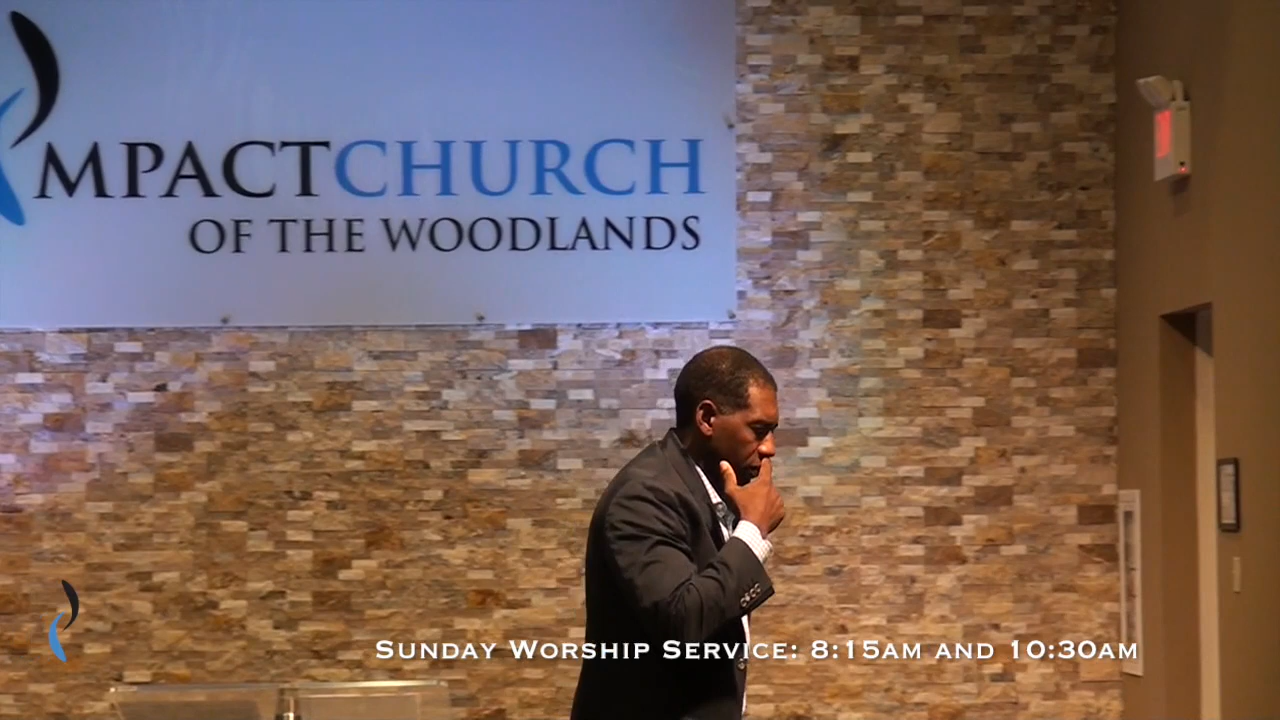 MPACTCHURCH
OF THE WOODLANDS
SUNDAY WORSHIP SERVICE: 8:15AM AND 10:30AM